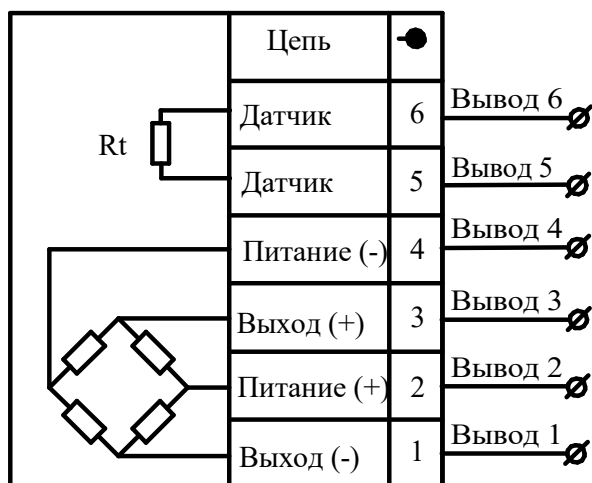 Цепь
Датчик 6 Вывод 6
Rt
Датчик 5 Вывод 5
Питание (-) 4 Вывод 4
Выход (+) 3 Вывод 3
Питание (+) 2 Вывод 2
Выход (-) 1 Вывод 1